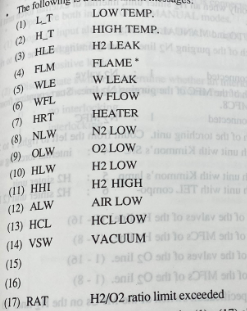 The following messages.
(1) L_T LOW TEMP.
(2) H_T HIGH TEMP.
(3) HLE H2 LEAK
(4) FLM FLAME *
(5) WLE W LEAK
(6) WFL W FLOW
(7) HRT HEATER
(8) NLW N2 LOW
(9) OLW O2 LOW
(10) HLW H2 LOW
(11) HHI H2 HIGH
(12) ALW AIR LOW
(13) HCL HCL LOW
(14) VSW VACUUM
(15)
(16)
(17) RAT H2/O2 ratio limit exceeded